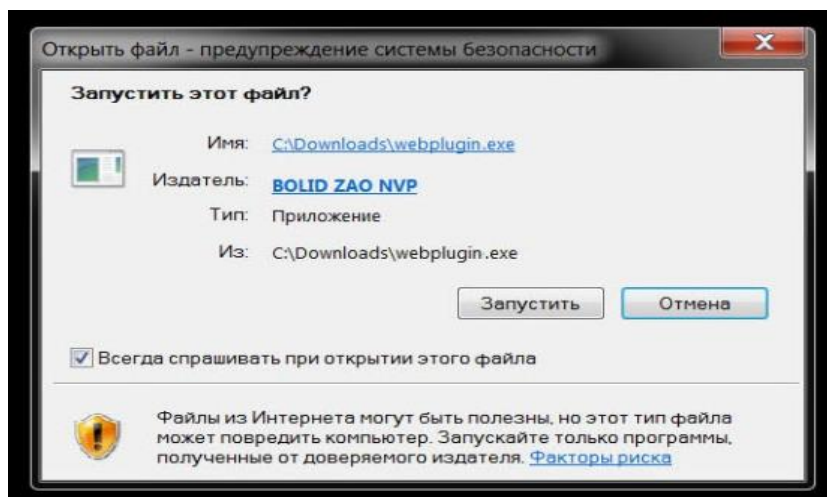 Открыть файл - предупреждение системы безопасности
Запустить этот файл?
Имя: C:\Downloads\webplugin.exe
Издатель: BOLID ZAO NVP
Тип: Приложение
Из: C:\Downloads\webplugin.exe
Запустить Отмена
Всегда спрашивать при открытии этого файла
Файлы из Интернета могут быть полезны, но этот тип файла
может повредить компьютер. Запускайте только программы,
полученные от доверяемого издателя. Факторы риска